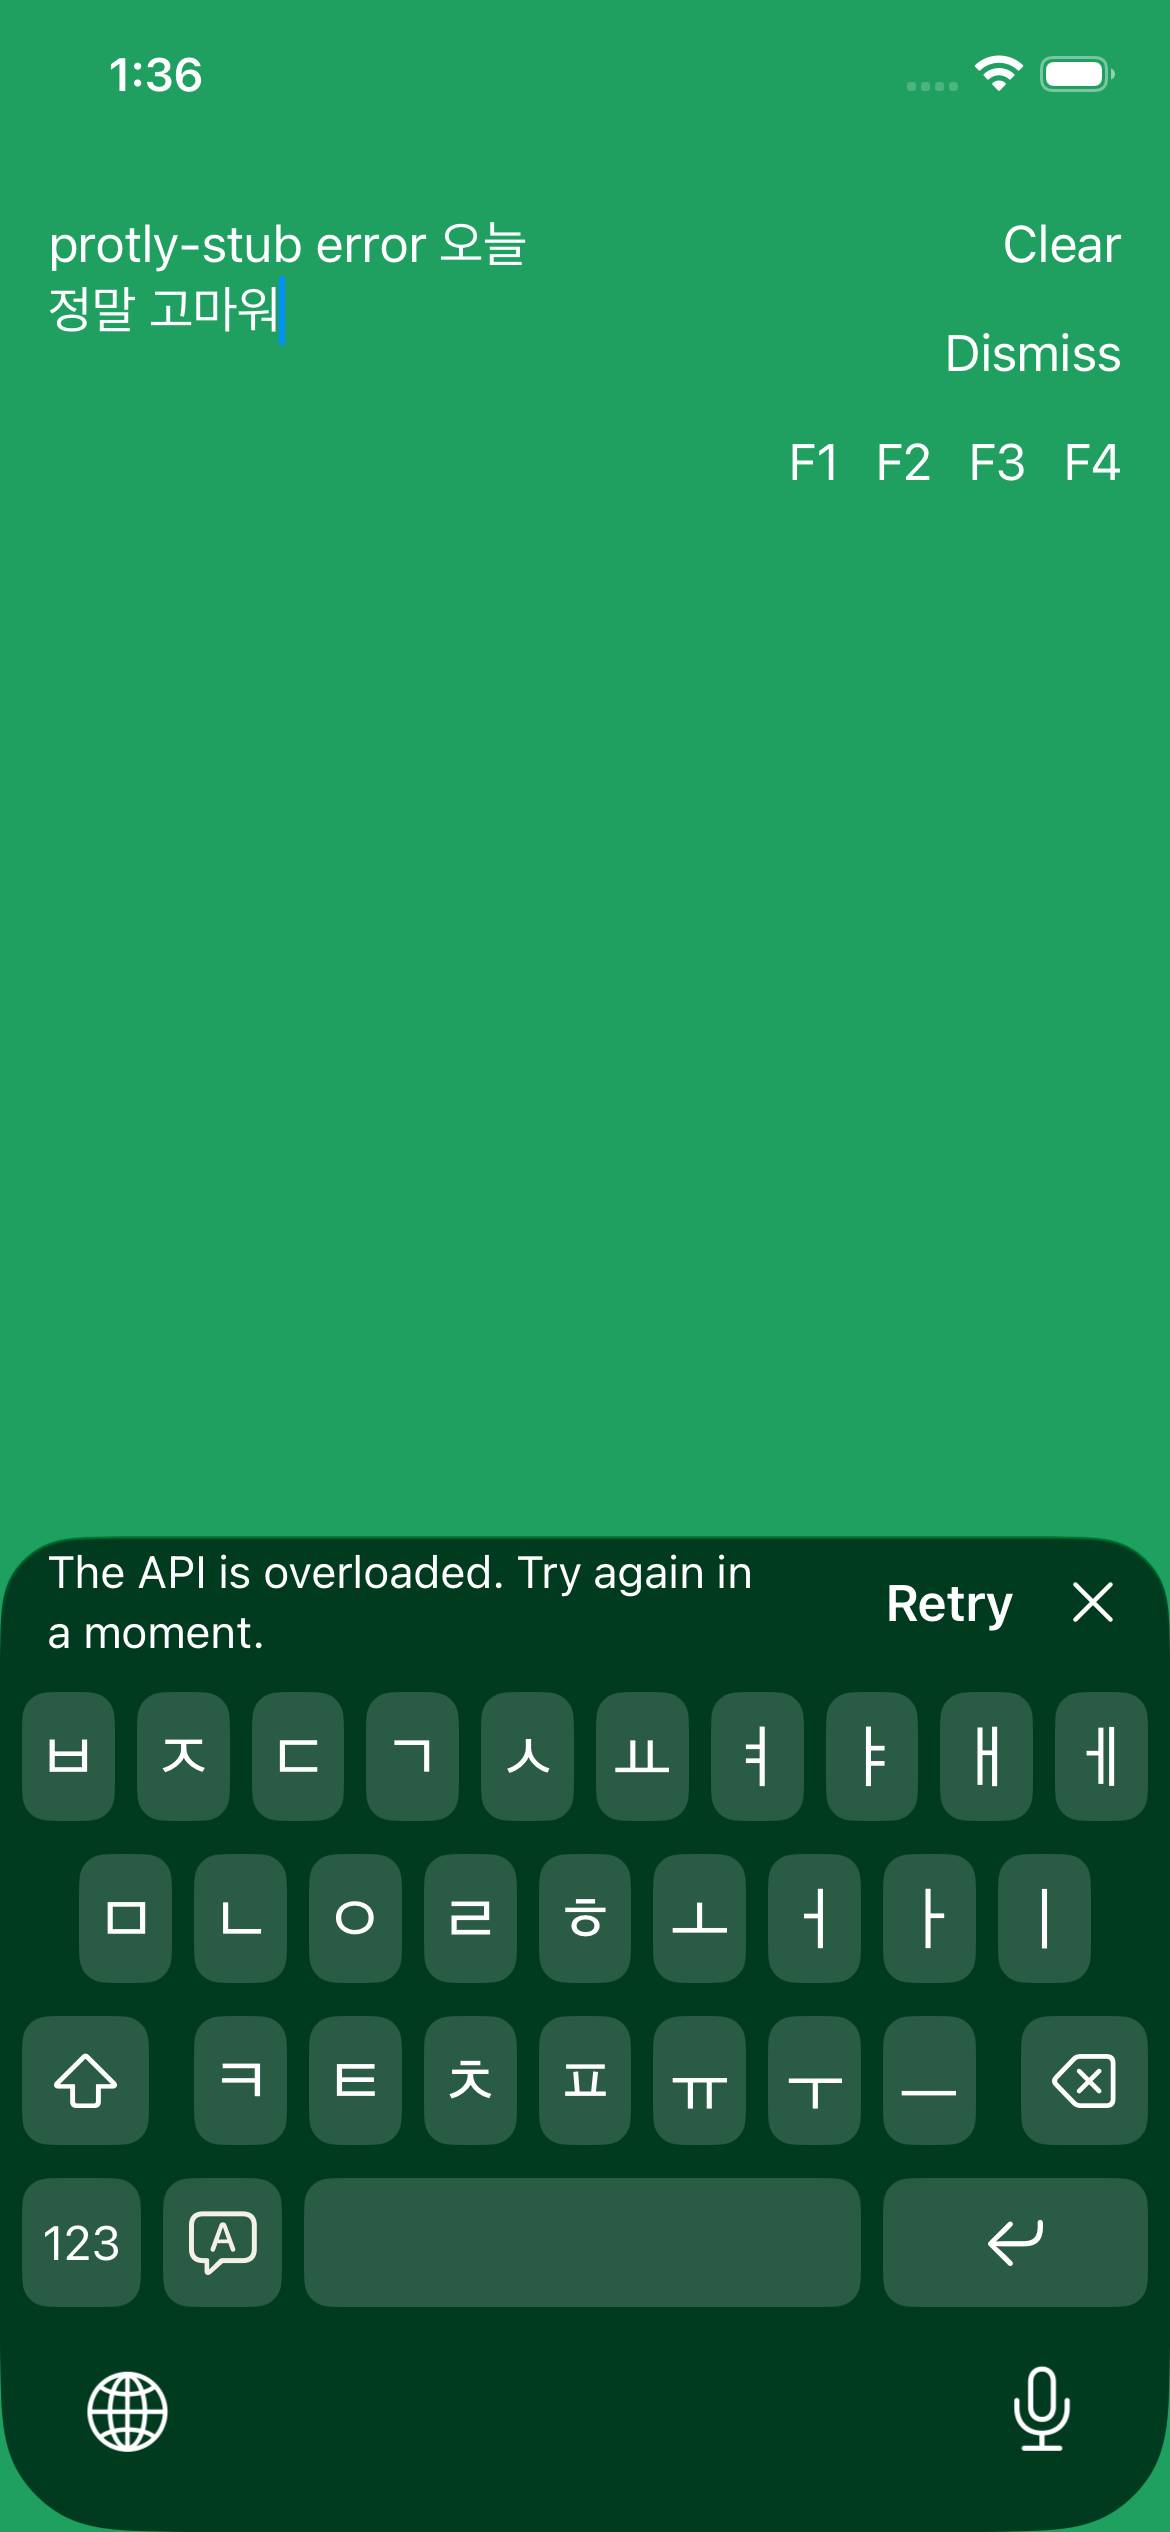 1:36
protly-stub error 오늘
정말 고마워
Clear
Dismiss
F1 F2 F3 F4
The API is overloaded. Try again in
a moment.
Retry
ㅂ ㅈ ㄷ ㄱ ㅅ ㅛ ㅕ ㅑ ㅐ ㅔ
ㅁ ㄴ ㅇ ㄹ ㅎ ㅗ ㅓ ㅏ ㅣ
ㅋ ㅌ ㅊ ㅍ ㅠ ㅜ ㅡ
123 A